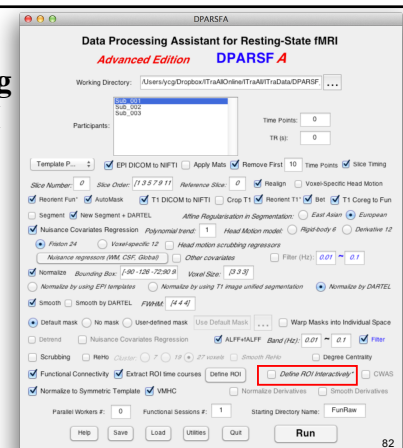 DPARSFA
Data Processing Assistant for Resting-State fMRI
Advanced Edition DPARSF A
g
Working Directory: /Users/ycg/Dropbox/ITraAllOnline/ITraAll/ITraData/DPARSF_ ...
Participants: Sub_001
Sub_002
Sub_003
Time Points: 0
TR (s): 0
Template P... EPI DICOM to NIFTI Apply Mats Remove First 10 Time Points Slice Timing
Slice Number: 0 Slice Order: [1 3 5 7 9 11 Reference Slice: 0 Realign Voxel-Specific Head Motion
Reorient Fun* AutoMask T1 DICOM to NIFTI Crop T1 Reorient T1* Bet T1 Coreg to Fun
Segment New Segment + DARTEL Affine Regularisation in Segmentation: East Asian European
Nuisance Covariates Regression Polynomial trend: 1 Head Motion model: Rigid-body 6 Derivative 12
Friston 24 Voxel-specific 12 Head motion scrubbing regressors
Nuisance regressors (WM, CSF, Global) Other covariates Filter (Hz): 0.01 ~ 0.1
Normalize Bounding Box: [-90 -126 -72;90 9 Voxel Size: [3 3 3]
Normalize by using EPI templates Normalize by using T1 image unified segmentation Normalize by DARTEL
Smooth Smooth by DARTEL FWHM: [4 4 4]
Default mask No mask User-defined mask Use Default Mask ... Warp Masks into Individual Space
Detrend Nuisance Covariates Regression ALFF+fALFF Band (Hz): 0.01 ~ 0.1 Filter
Scrubbing ReHo Cluster: 7 19 27 voxels Smooth ReHo Degree Centrality
Functional Connectivity Extract ROI time courses Define ROI Define ROI Interactively* CWAS
Normalize to Symmetric Template VMHC Normalize Derivatives Smooth Derivatives
Parallel Workers #: 0 Functional Sessions #: 1 Starting Directory Name: FunRaw
Help Save Load Utilities Quit Run
82